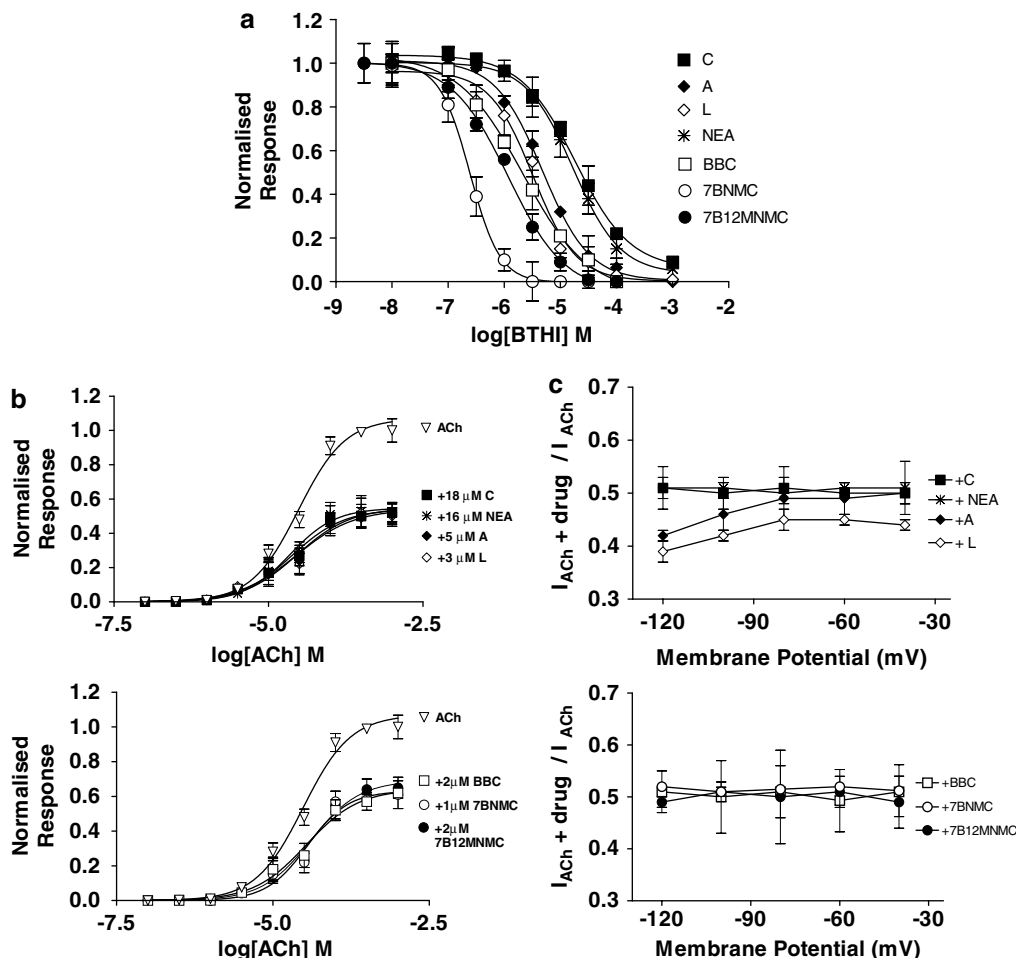 a
Normalised Response
1.2
1.0
0.8
0.6
0.4
0.2
0.0
-9 -8 -7 -6 -5 -4 -3 -2
log[BTHI] M
C
A
L
NEA
BBC
7BNMC
7B12MNMC
b
Normalised Response
1.2
1.0
0.8
0.6
0.4
0.2
0.0
-7.5 -5.0 -2.5
log[ACh] M
ACh
+18 μM C
+16 μM NEA
+5 μM A
+3 μM L
c
I ACh + drug / I ACh
0.7
0.6
0.5
0.4
0.3
-120 -90 -60 -30
Membrane Potential (mV)
+C
+ NEA
+A
+ L
Normalised Response
1.2
1.0
0.8
0.6
0.4
0.2
0.0
-7.5 -5.0 -2.5
log[ACh] M
ACh
+2μM BBC
+1μM 7BNMC
+2μM
7B12MNMC
I ACh + drug / I ACh
0.7
0.6
0.5
0.4
0.3
-120 -90 -60 -30
Membrane Potential (mV)
+BBC
+7BNMC
+7B12MNMC